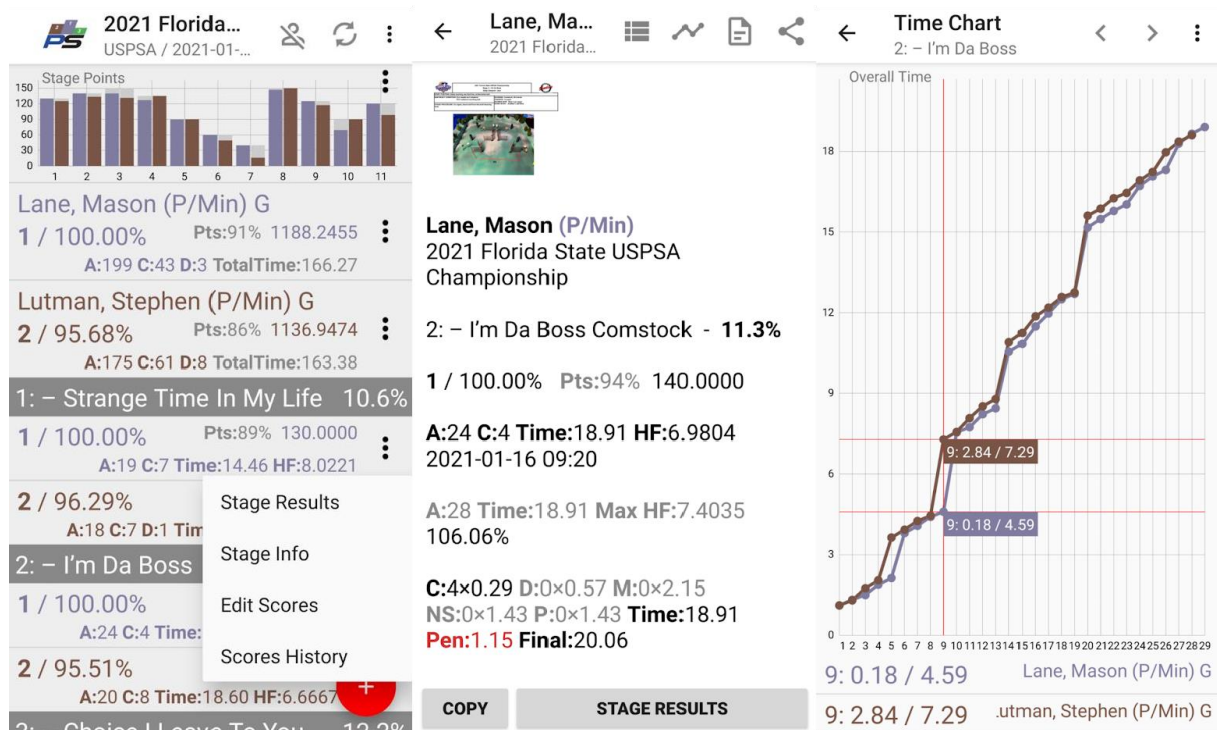 PS
2021 Florida...
USPSA / 2021-01-...
Stage Points
150
120
90
60
30
0
1 2 3 4 5 6 7 8 9 10 11
Lane, Mason (P/Min) G
1 / 100.00% Pts:91% 1188.2455
A:199 C:43 D:3 TotalTime:166.27
Lutman, Stephen (P/Min) G
2 / 95.68% Pts:86% 1136.9474
A:175 C:61 D:8 TotalTime:163.38
1: – Strange Time In My Life 10.6%
1 / 100.00% Pts:89% 130.0000
A:19 C:7 Time:14.46 HF:8.0221
2 / 96.29%
A:18 C:7 D:1 Tim
2: – I'm Da Boss
1 / 100.00%
A:24 C:4 Time:
2 / 95.51%
A:20 C:8 Time:18.60 HF:6.6667
Stage Results
Stage Info
Edit Scores
Scores History
+
Lane, Ma...
2021 Florida...
Lane, Mason (P/Min)
2021 Florida State USPSA
Championship
2: – I'm Da Boss Comstock - 11.3%
1 / 100.00% Pts:94% 140.0000
A:24 C:4 Time:18.91 HF:6.9804
2021-01-16 09:20
A:28 Time:18.91 Max HF:7.4035
106.06%
C:4×0.29 D:0×0.57 M:0×2.15
NS:0×1.43 P:0×1.43 Time:18.91
Pen:1.15 Final:20.06
COPY STAGE RESULTS
Time Chart
2: – I'm Da Boss
Overall Time
18
15
12
9
6
3
0
9: 2.84 / 7.29
9: 0.18 / 4.59
1 2 3 4 5 6 7 8 9 10 11 12 13 14 15 16 17 18 19 20 21 22 23 24 25 26 27 28 29
9: 0.18 / 4.59 Lane, Mason (P/Min) G
9: 2.84 / 7.29 .utman, Stephen (P/Min) G